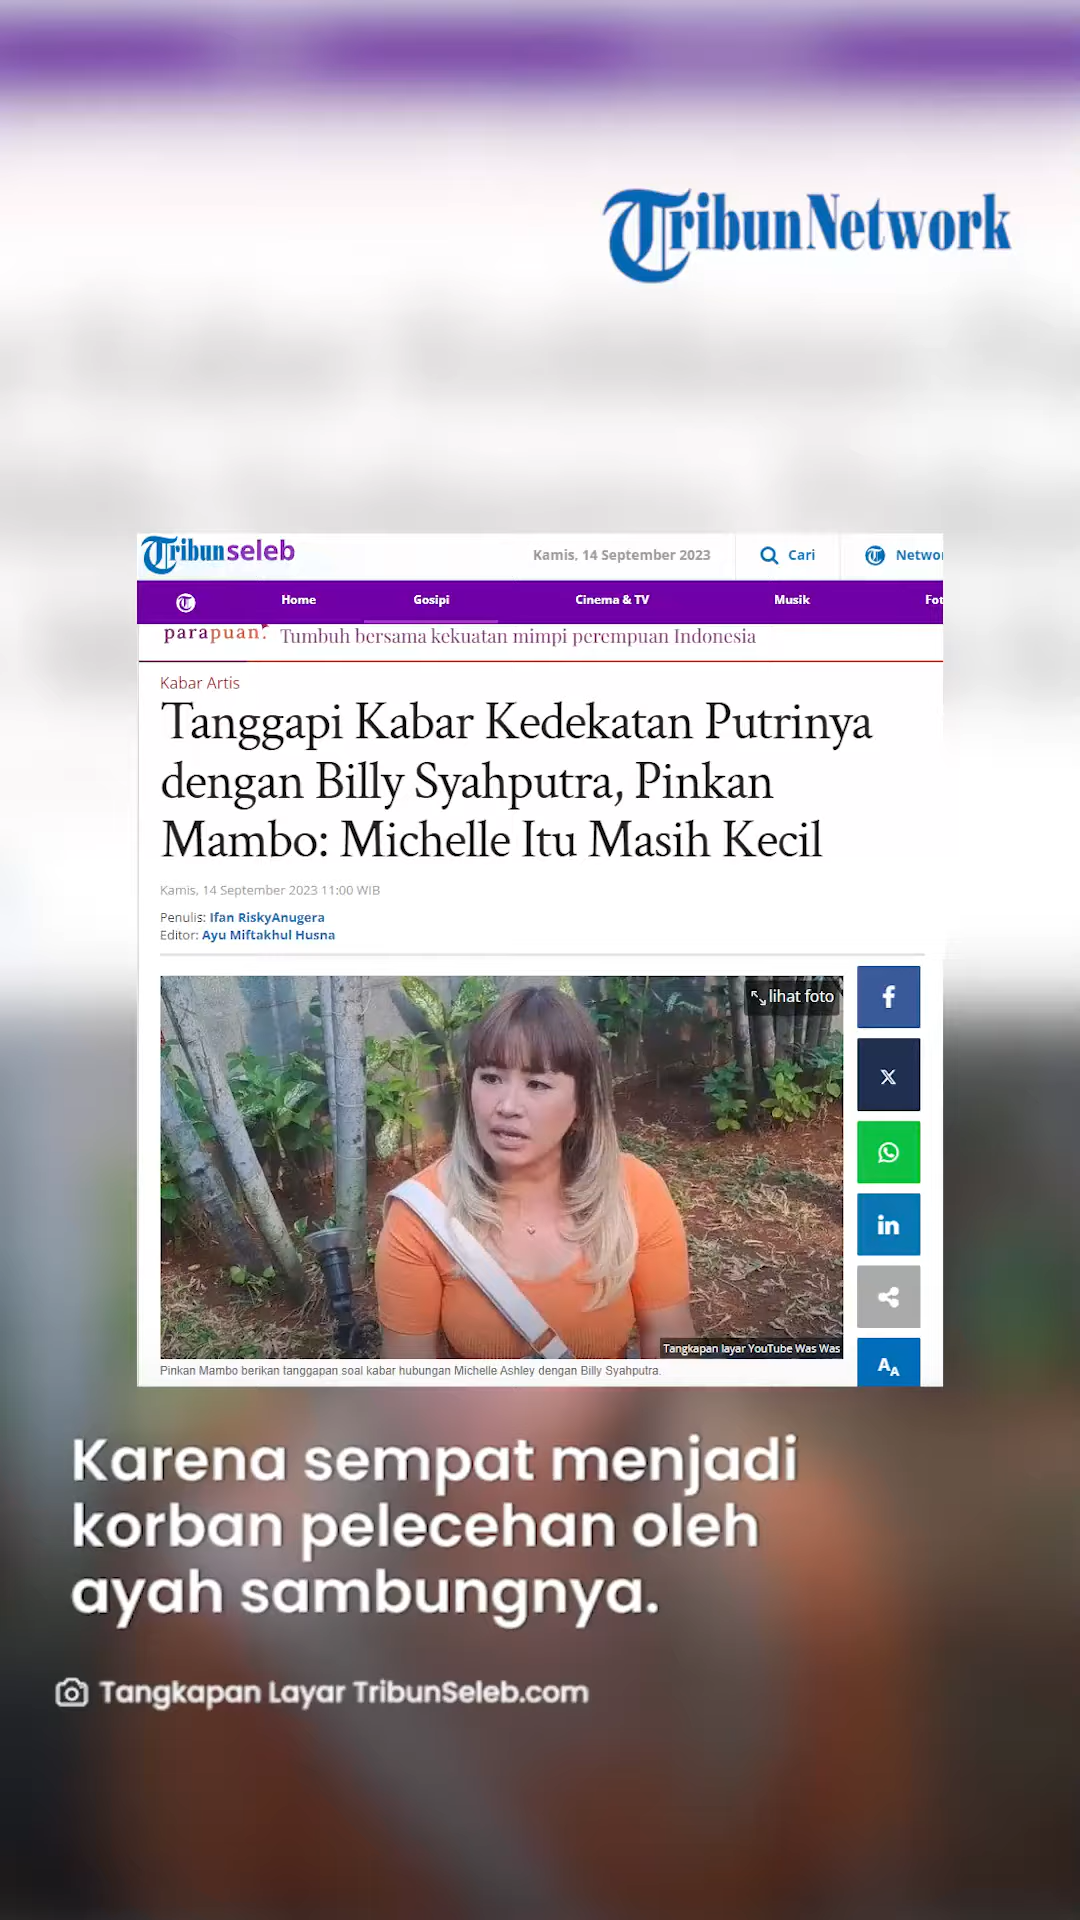 Tribun Network
Tribunseleb
Kamis, 14 September 2023
Cari
Home
Gosipi
Cinema & TV
Musik
parapuan.
Tumbuh bersama kekuatan mimpi perempuan Indonesia
Kabar Artis
Tanggapi Kabar Kedekatan Putrinya
dengan Billy Syahputra, Pinkan
Mambo: Michelle Itu Masih Kecil
Kamis, 14 September 2023 11:00 WIB
Penulis: Ifan RiskyAnugera
Editor: Ayu Miftakhul Husna
lihat foto
Tangkapan layar YouTube Was Was
Pinkan Mambo berikan tanggapan soal kabar hubungan Michelle Ashley dengan Billy Syahputra.
Karena sempat menjadi
korban pelecehan oleh
ayah sambungnya.
Tangkapan Layar TribunSeleb.com